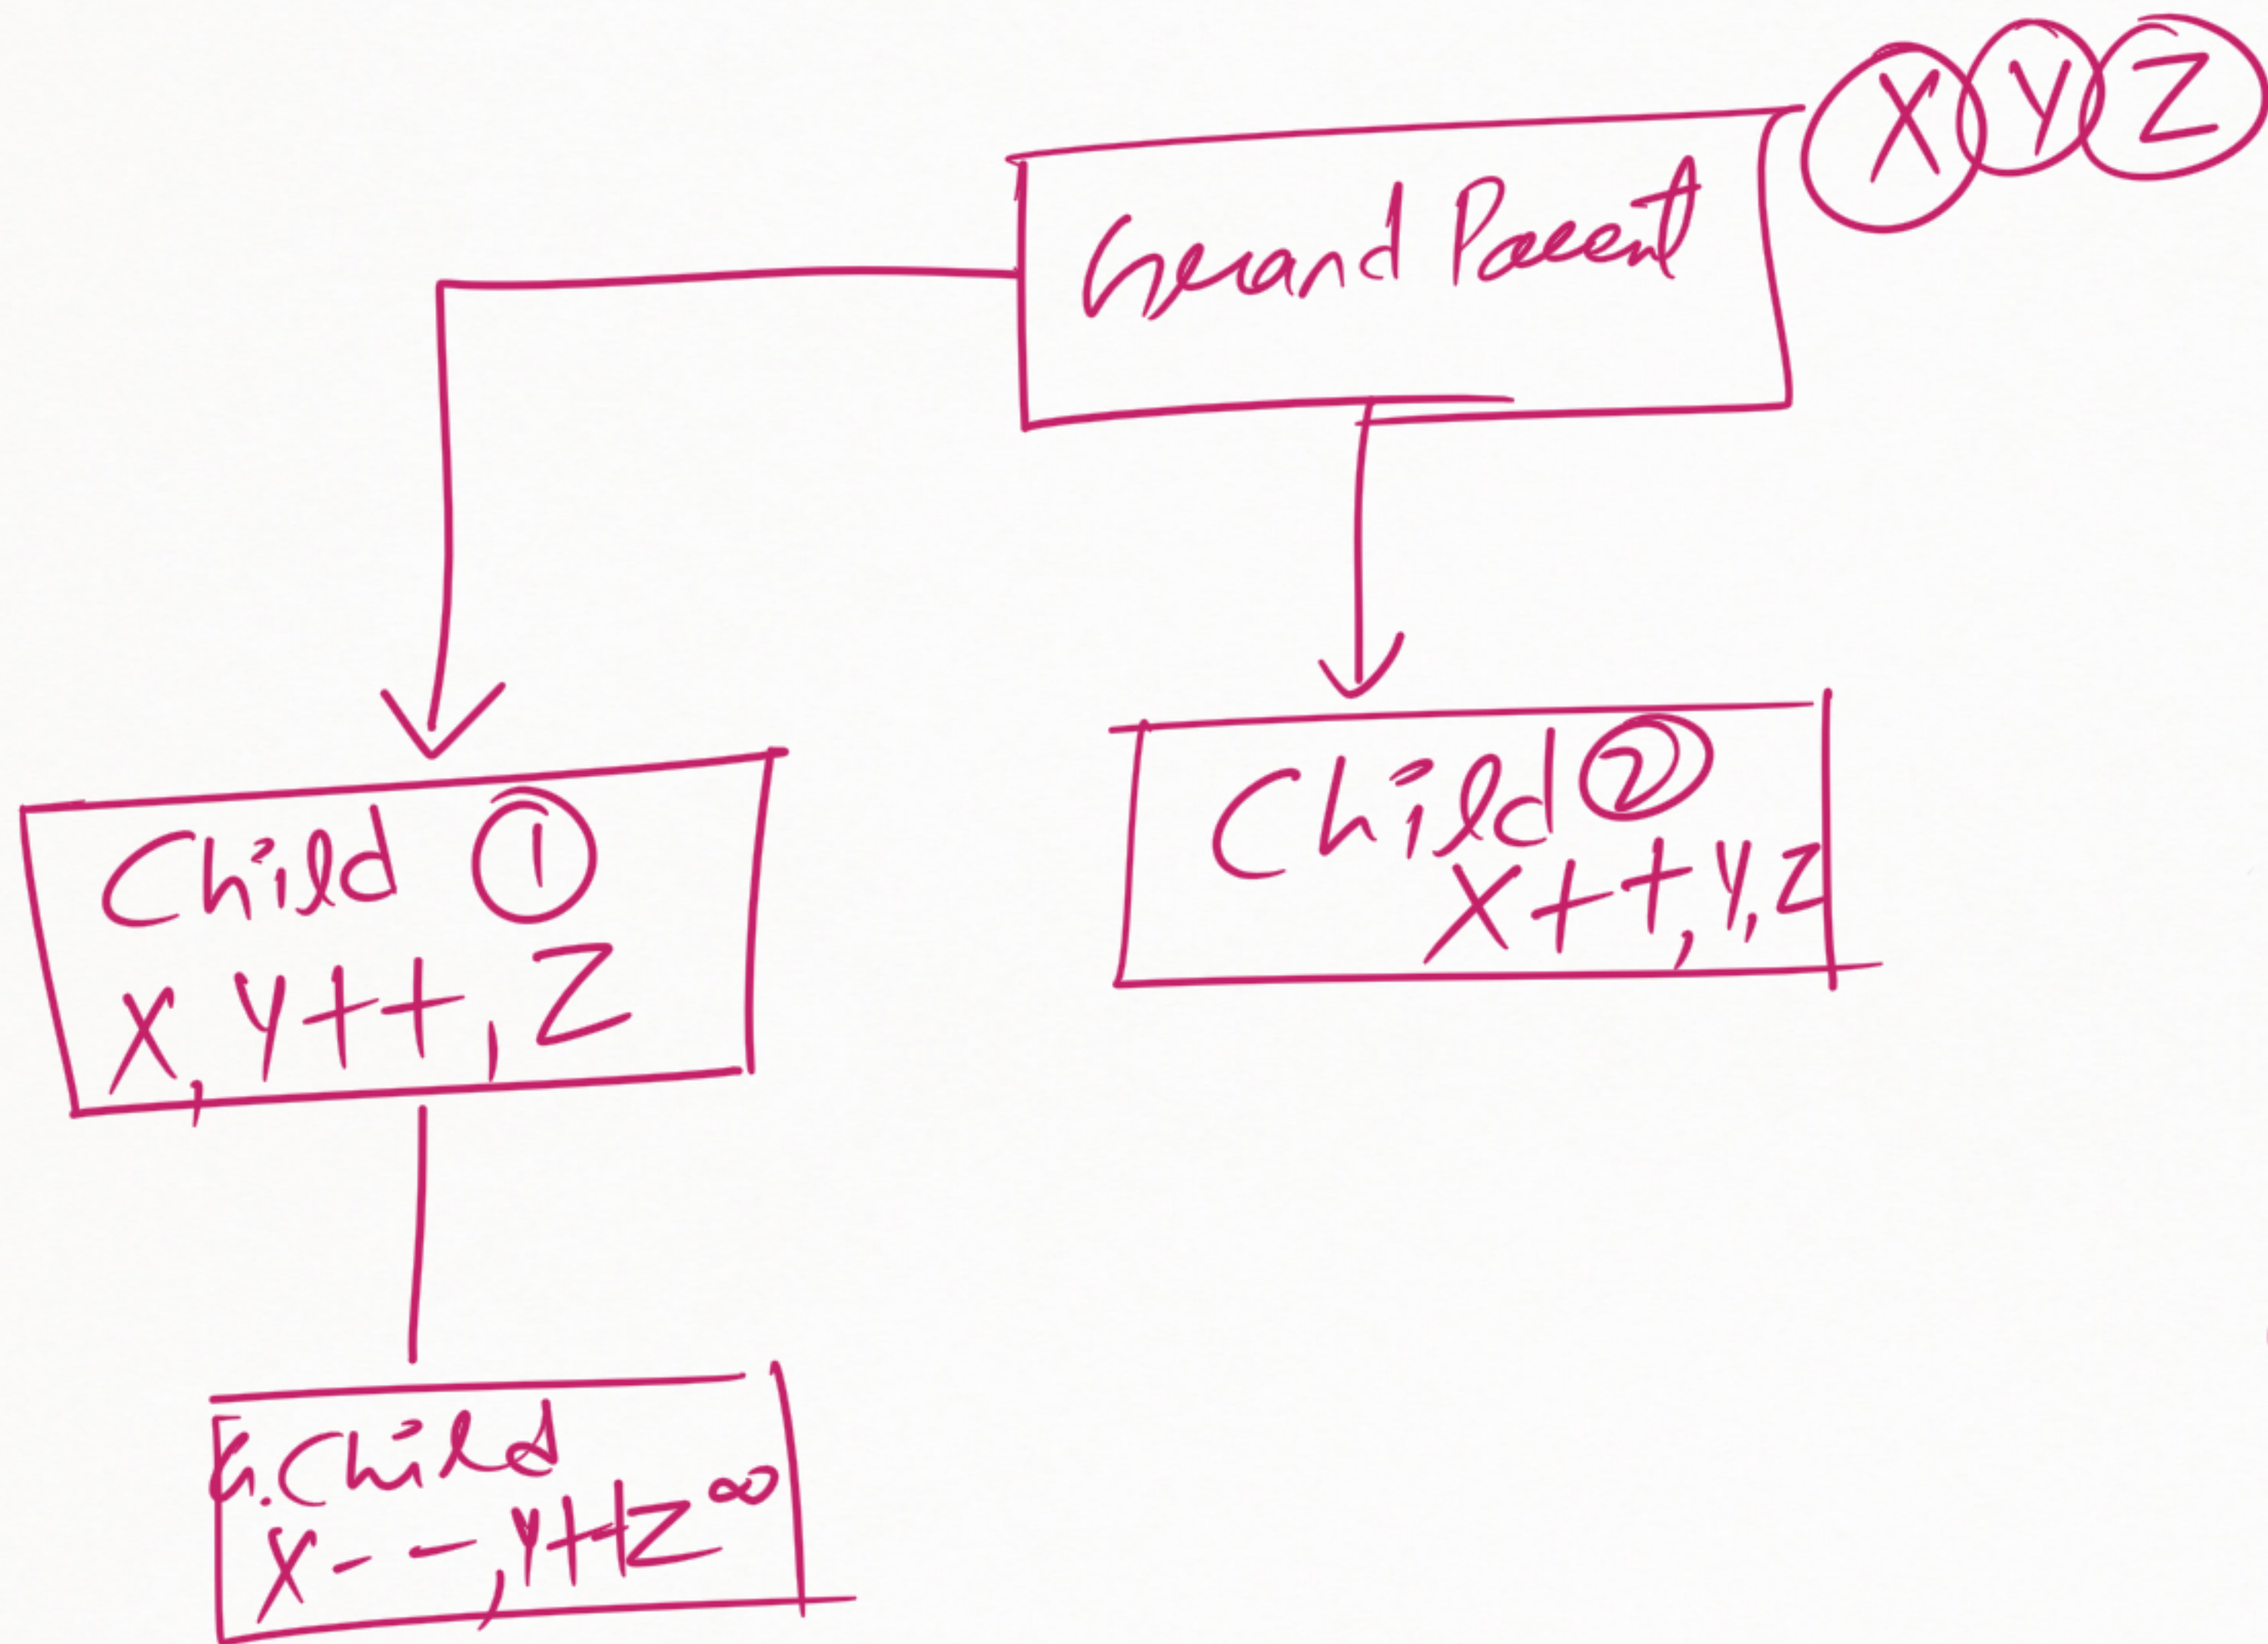 X Y Z
Grand Parent
Child 1
X, Y++, Z
Child 2
X++, Y, Z
G.Child
X--, Y++ Z∞